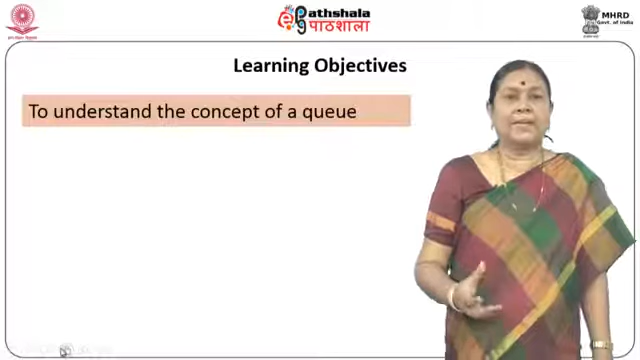 Pathshala
पाठशाला
MHRD
Govt. of India
Learning Objectives
To understand the concept of a queue